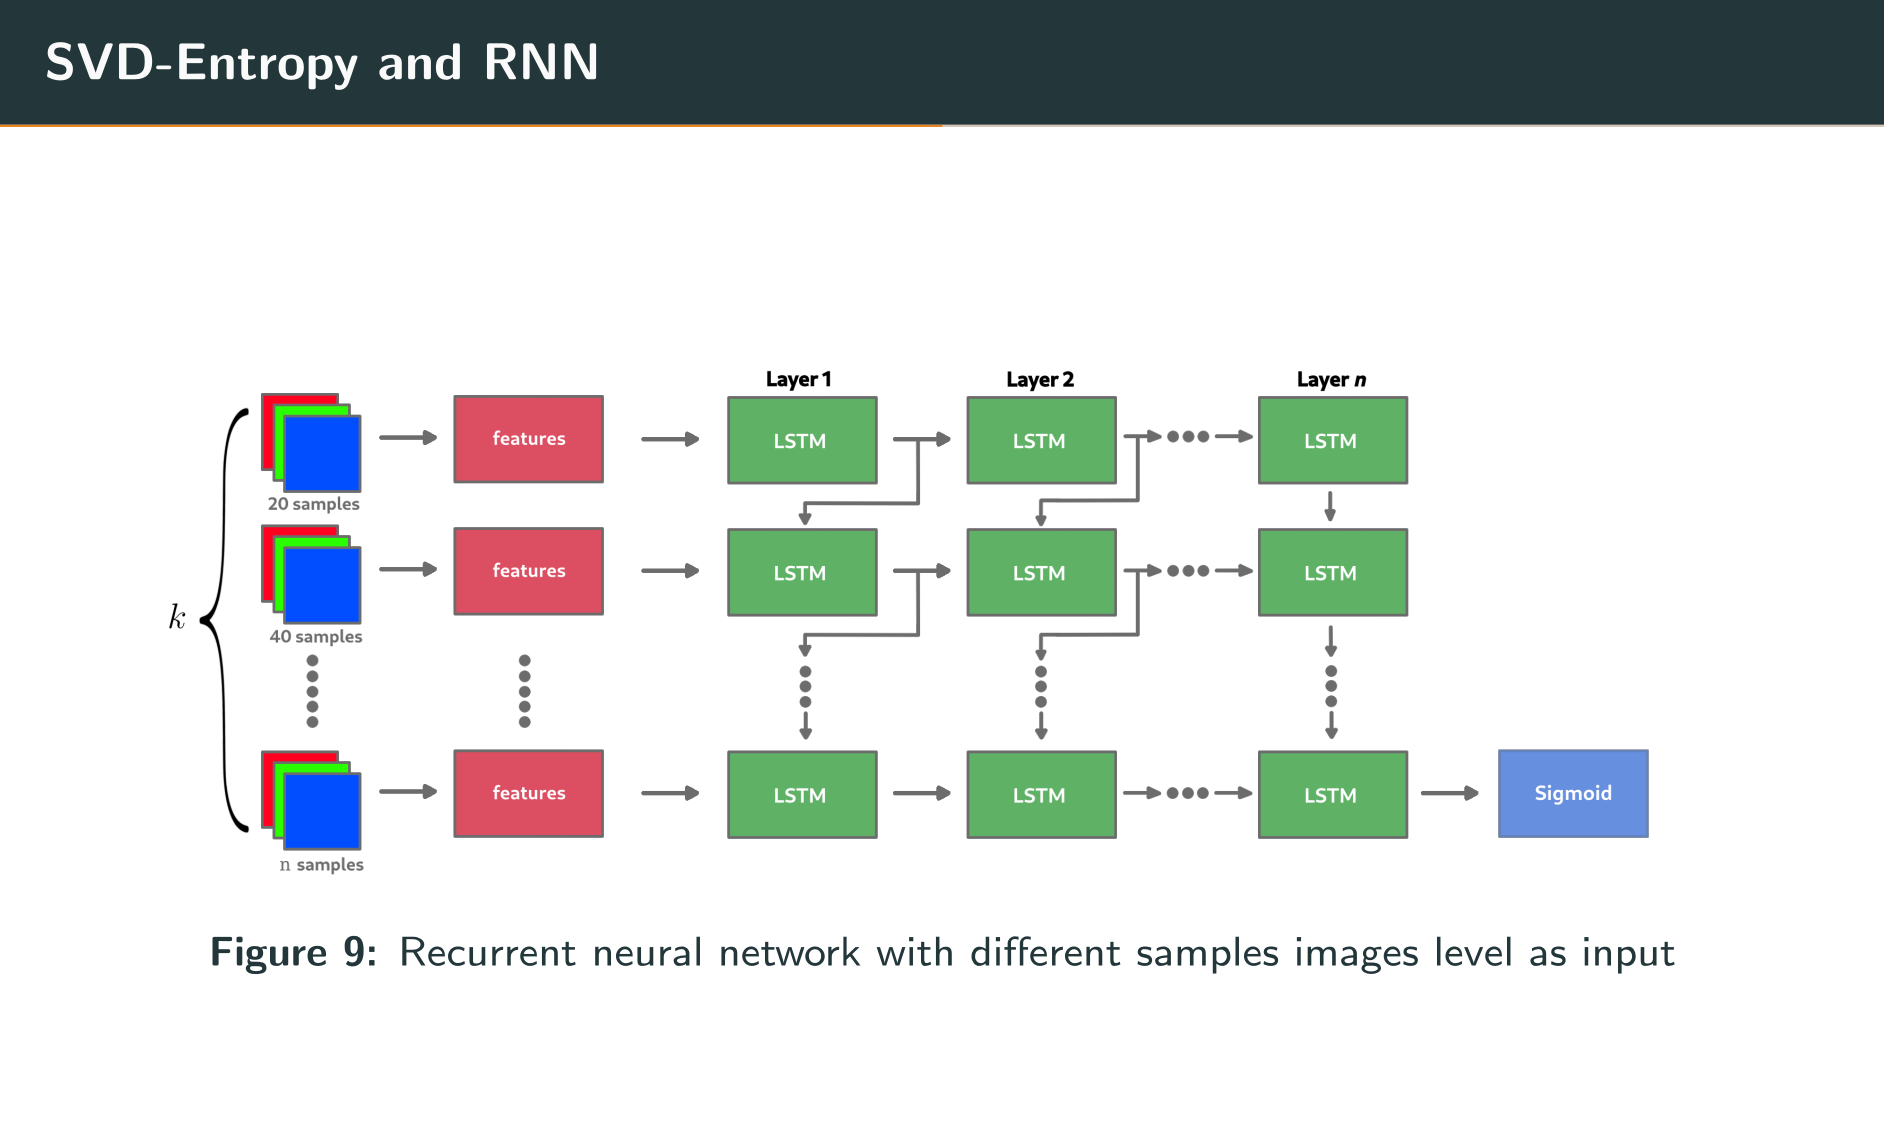 SVD-Entropy and RNN
Layer 1 Layer 2 Layer n
features LSTM LSTM LSTM
20 samples
features LSTM LSTM LSTM
k
40 samples
features LSTM LSTM LSTM Sigmoid
n samples
Figure 9: Recurrent neural network with different samples images level as input